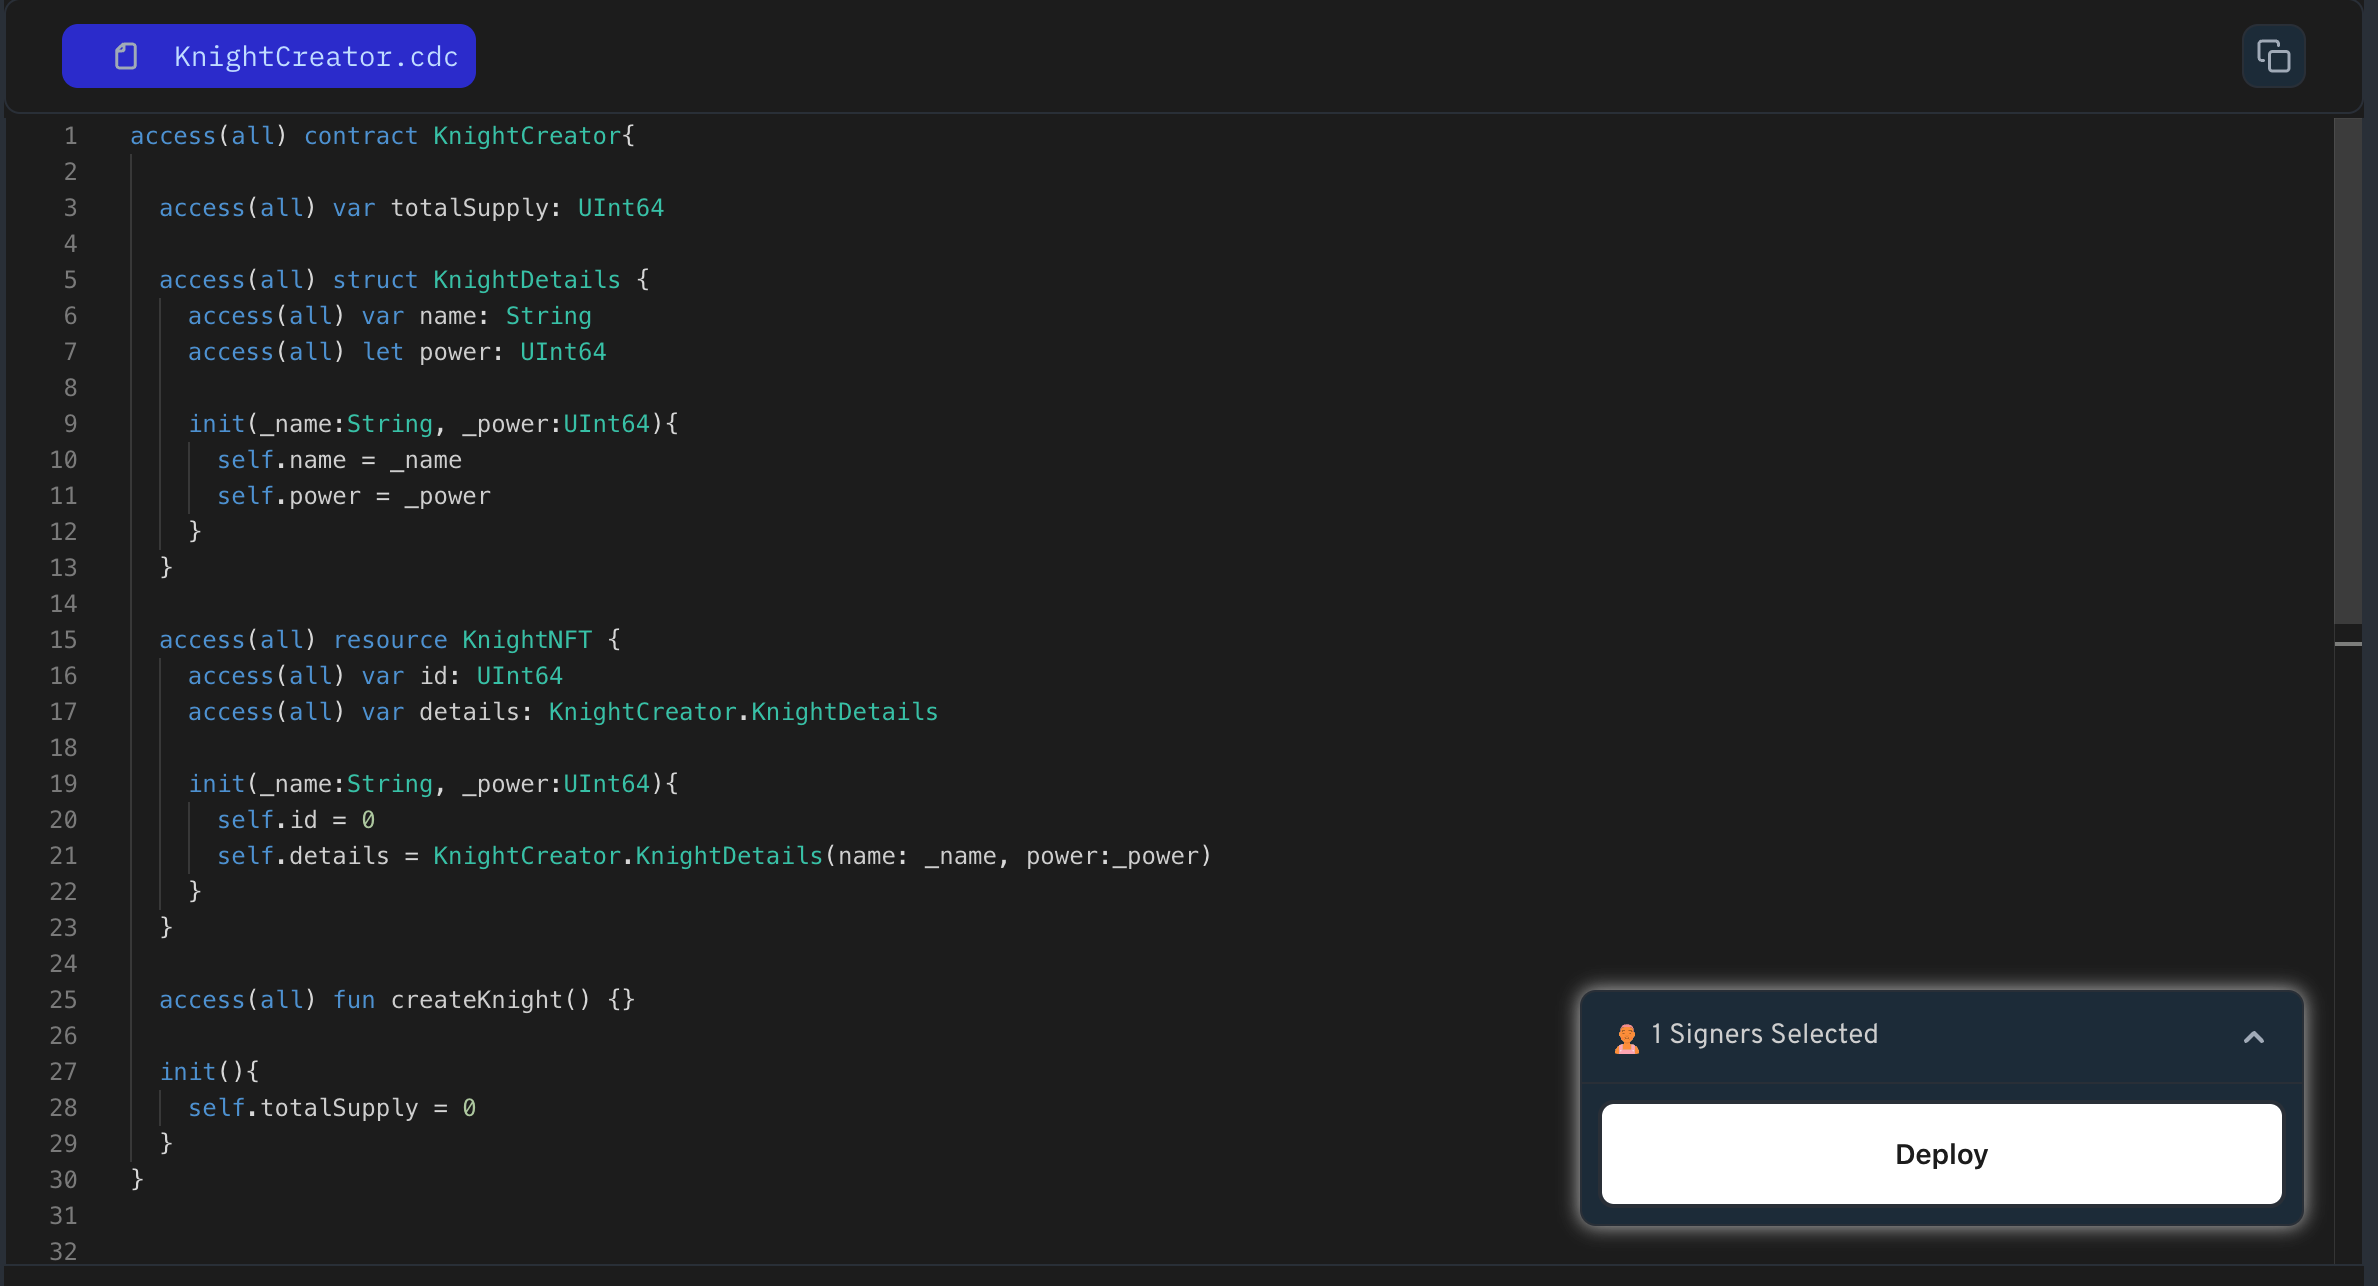 KnightCreator.cdc
1 access(all) contract KnightCreator{
2
3 access(all) var totalSupply: UInt64
4
5 access(all) struct KnightDetails {
6 access(all) var name: String
7 access(all) let power: UInt64
8
9 init(_name:String, _power:UInt64){
10 self.name = _name
11 self.power = _power
12 }
13 }
14
15 access(all) resource KnightNFT {
16 access(all) var id: UInt64
17 access(all) var details: KnightCreator.KnightDetails
18
19 init(_name:String, _power:UInt64){
20 self.id = 0
21 self.details = KnightCreator.KnightDetails(name: _name, power:_power)
22 }
23 }
24
25 access(all) fun createKnight() {}
26
27 init(){
28 self.totalSupply = 0
29 }
30 }
31
32
1 Signers Selected
Deploy